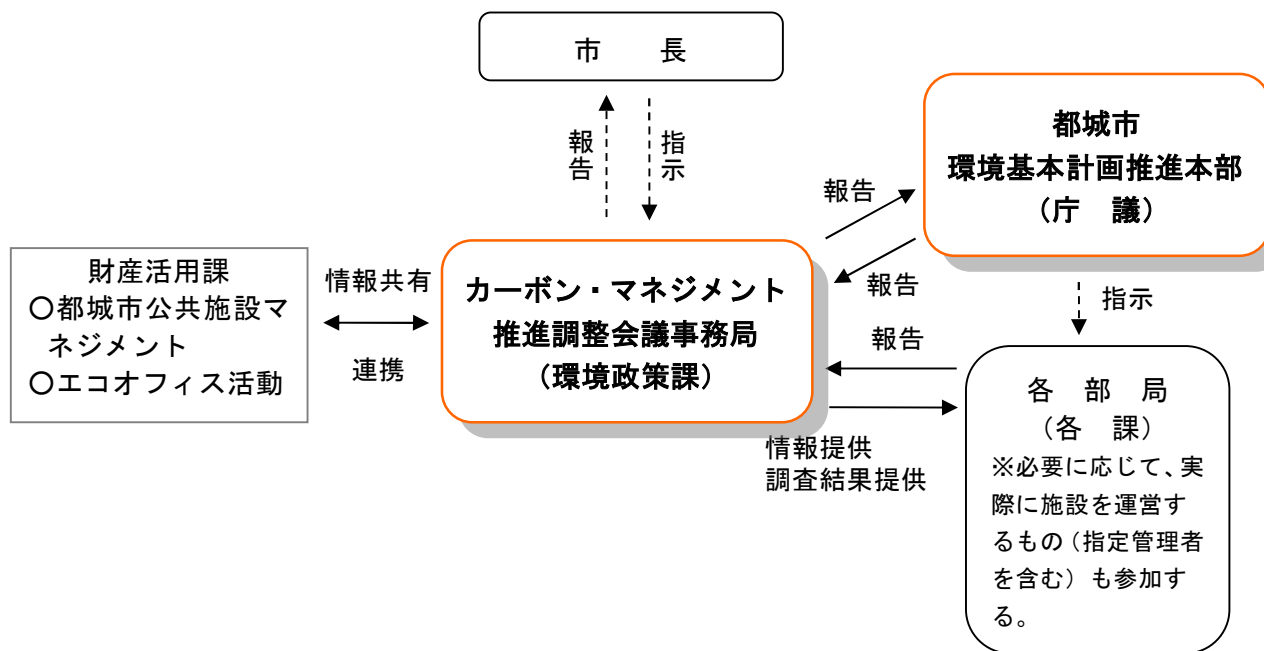 市　　長
報告
指示
都城市
環境基本計画推進本部
（庁　議）
報告
報告
指示
財産活用課
〇都城市公共施設マ
ネジメント
〇エコオフィス活動
情報共有
連携
カーボン・マネジメント
推進調整会議事務局
（環境政策課）
報告
情報提供
調査結果提供
各　部　局
（各　課）
※必要に応じて、実
際に施設を運営す
るもの（指定管理者
を含む）も参加す
る。